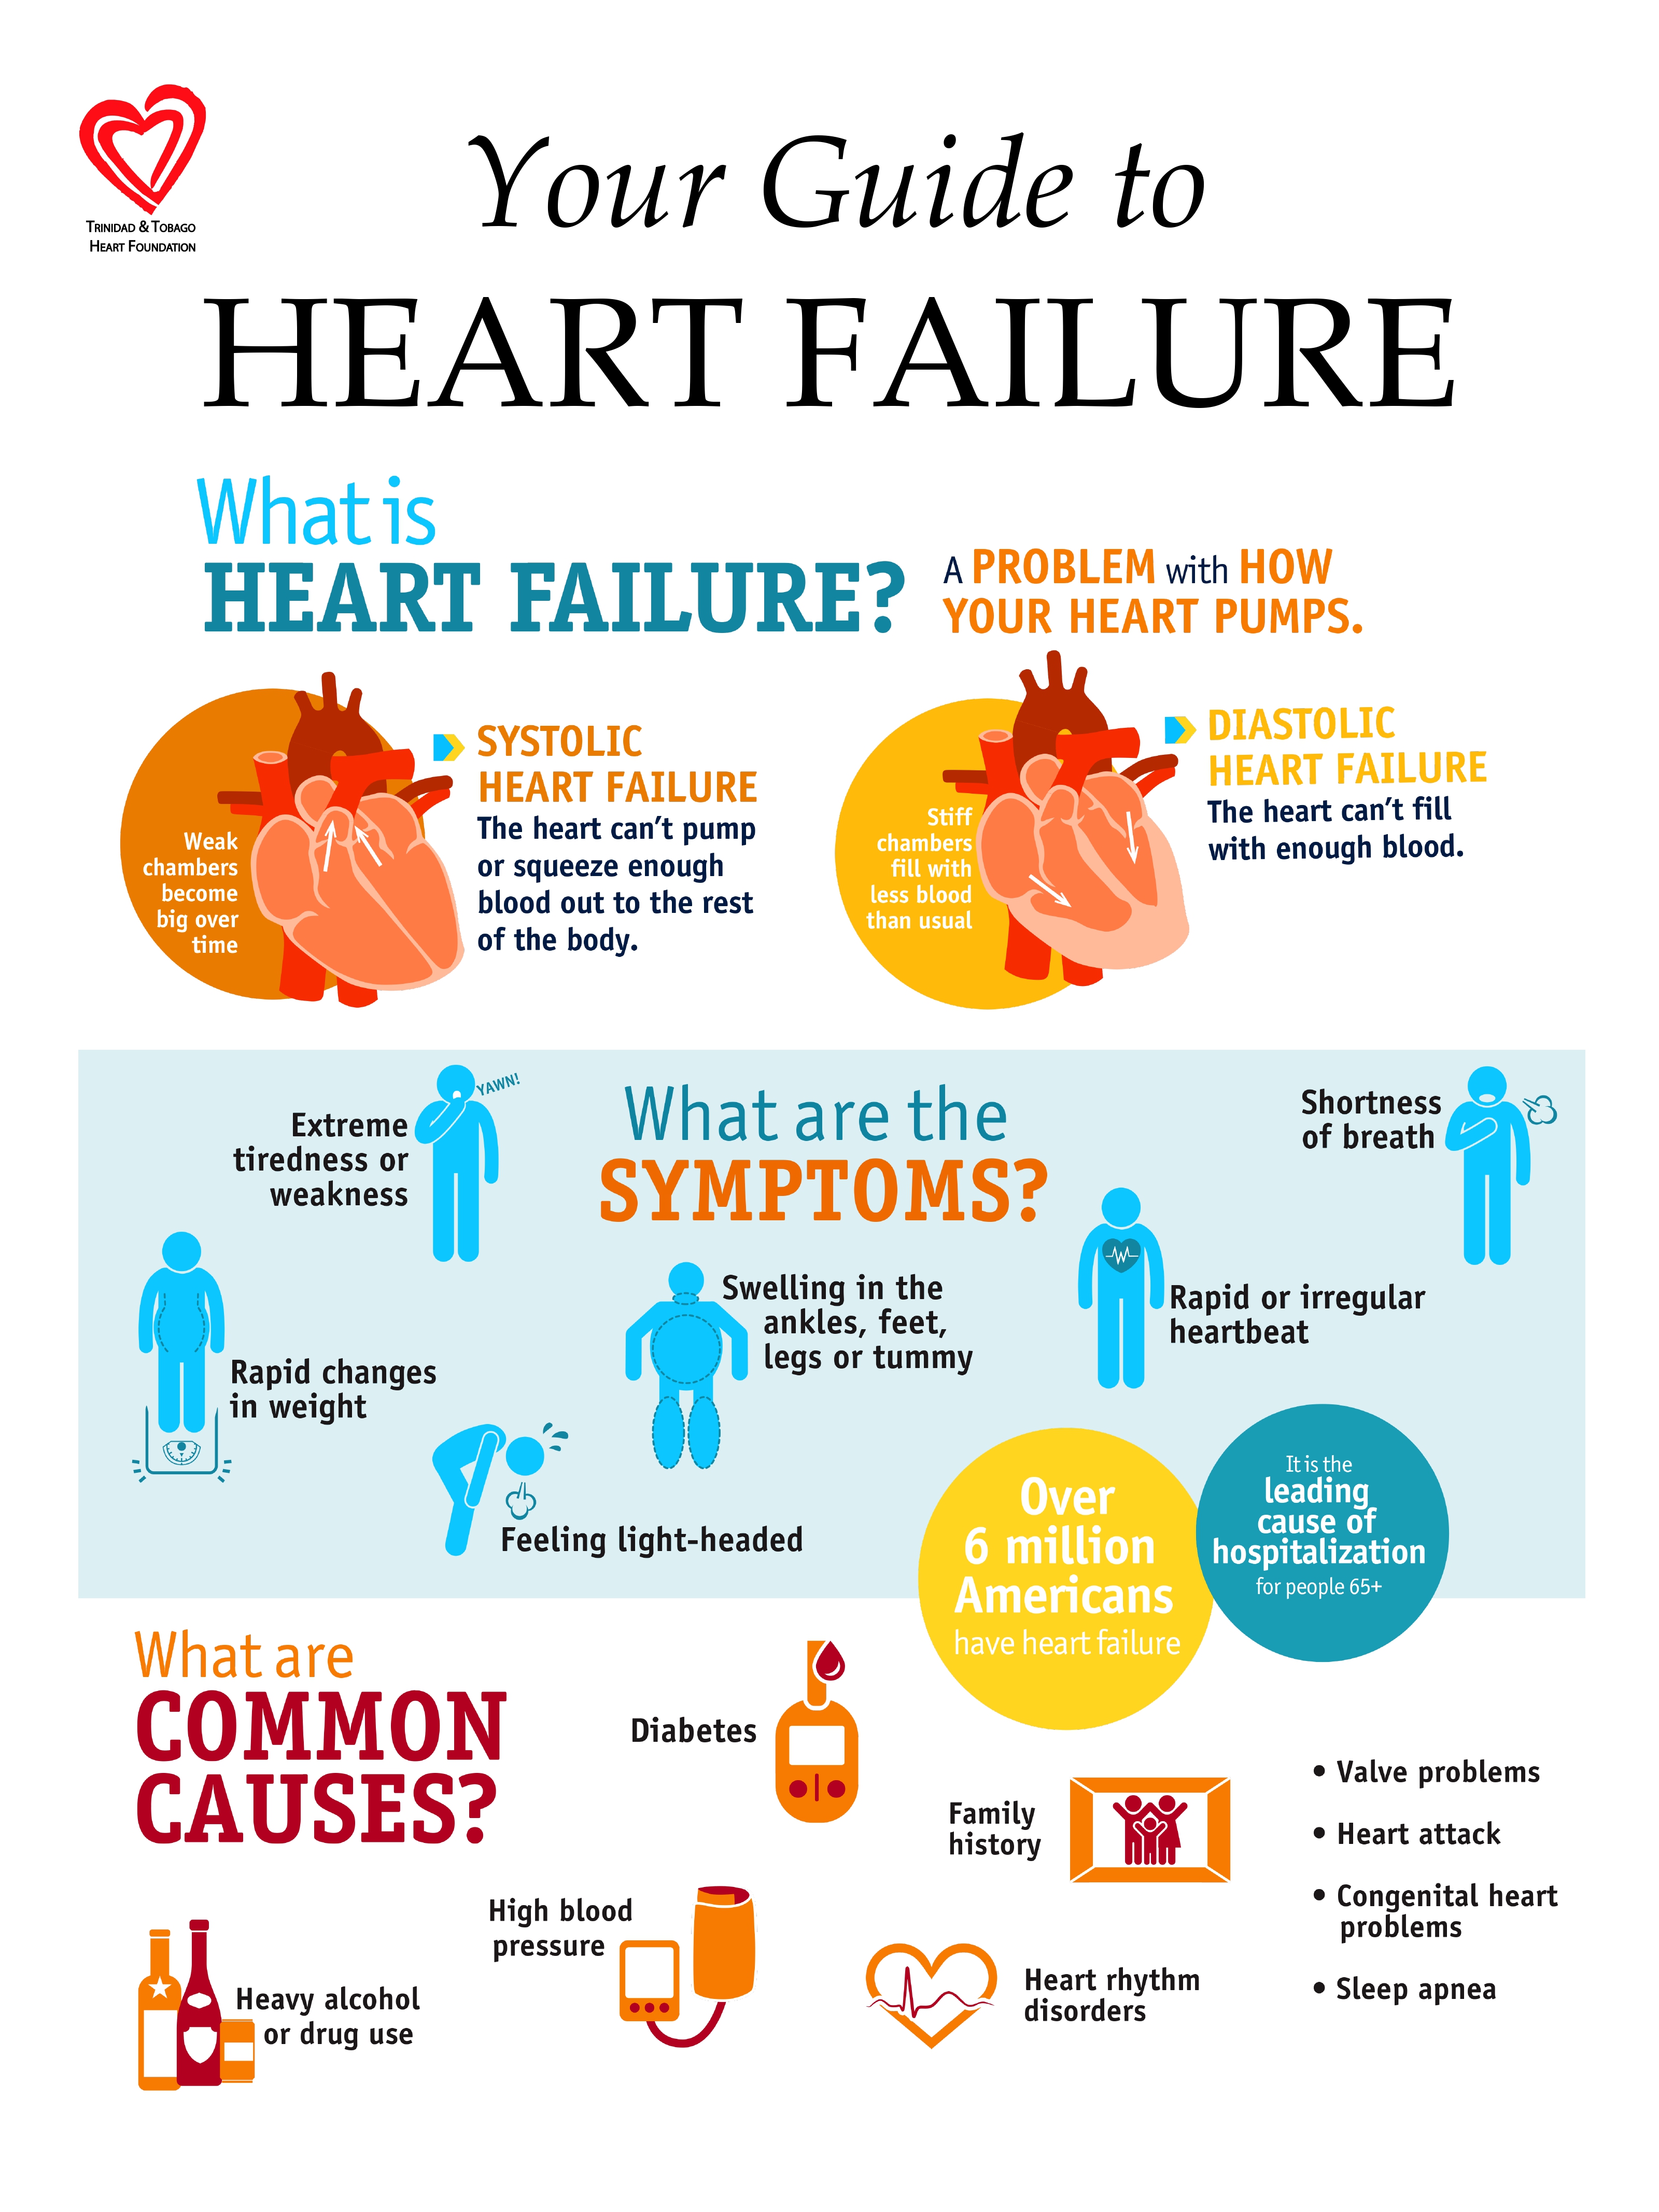 TRINIDAD & TOBAGO
HEART FOUNDATION
Your Guide to
HEART FAILURE
What is
HEART FAILURE?
A PROBLEM with HOW
YOUR HEART PUMPS.
Weak
chambers
become
big over
time
SYSTOLIC
HEART FAILURE
The heart can't pump
or squeeze enough
blood out to the rest
of the body.
Stiff
chambers
fill with
less blood
than usual
DIASTOLIC
HEART FAILURE
The heart can't fill
with enough blood.
What are the
SYMPTOMS?
Extreme
tiredness or
weakness
YAWN!
Shortness
of breath
Rapid changes
in weight
Swelling in the
ankles, feet,
legs or tummy
Rapid or irregular
heartbeat
Feeling light-headed
Over
6 million
Americans
have heart failure
It is the
leading
cause of
hospitalization
for people 65+
What are
COMMON
CAUSES?
Diabetes
Family
history
High blood
pressure
Heavy alcohol
or drug use
Heart rhythm
disorders
• Valve problems
• Heart attack
• Congenital heart
problems
• Sleep apnea